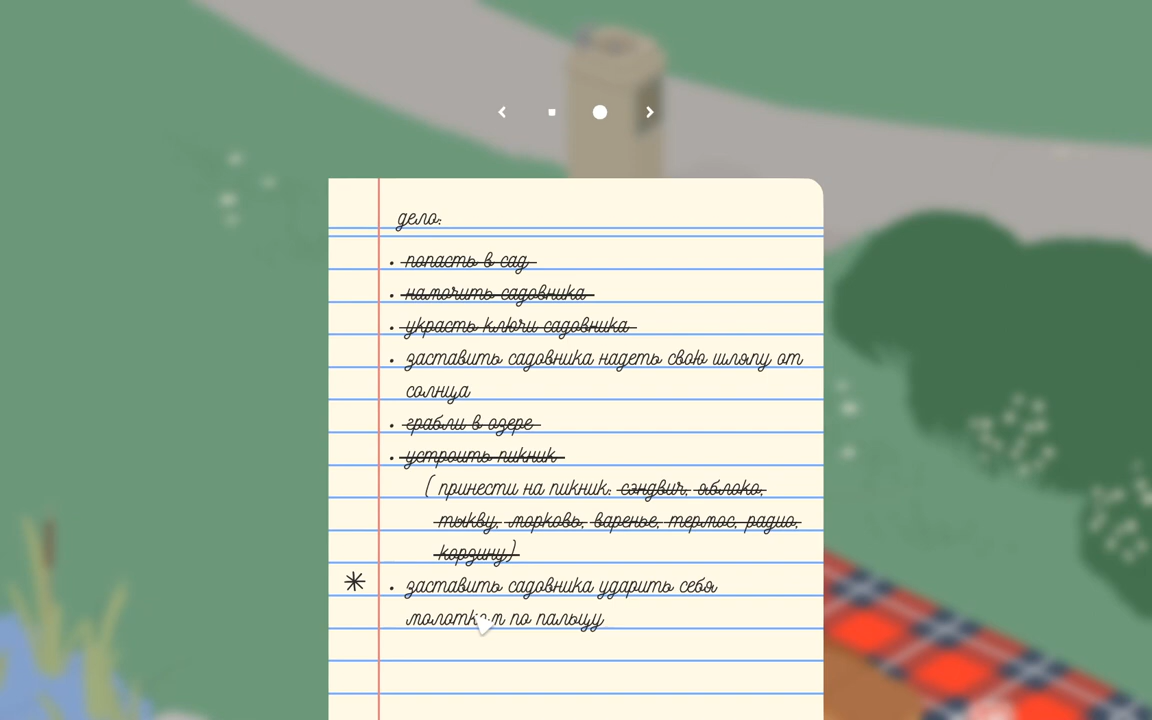 дело:
• попасть в сад
• намочить садовника
• украсть ключи садовника
• заставить садовника надеть свою шляпу от
солнца
• грабли в озере
• устроить пикник
(принести на пикник: сэндвич, яблоко,
тыкву, морковь, варенье, термос, радио,
корзину)
• заставить садовника ударить себя
молотком по пальцу